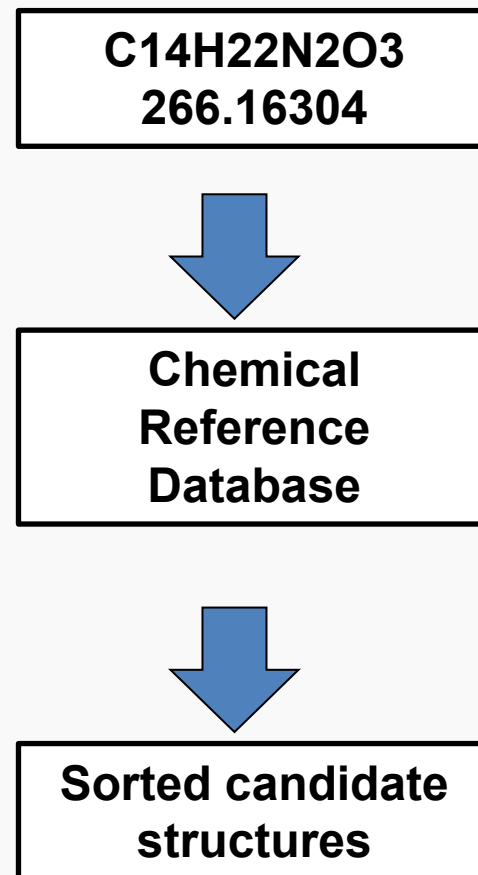 C14H22N2O3
266.16304
Chemical
Reference
Database
Sorted candidate
structures